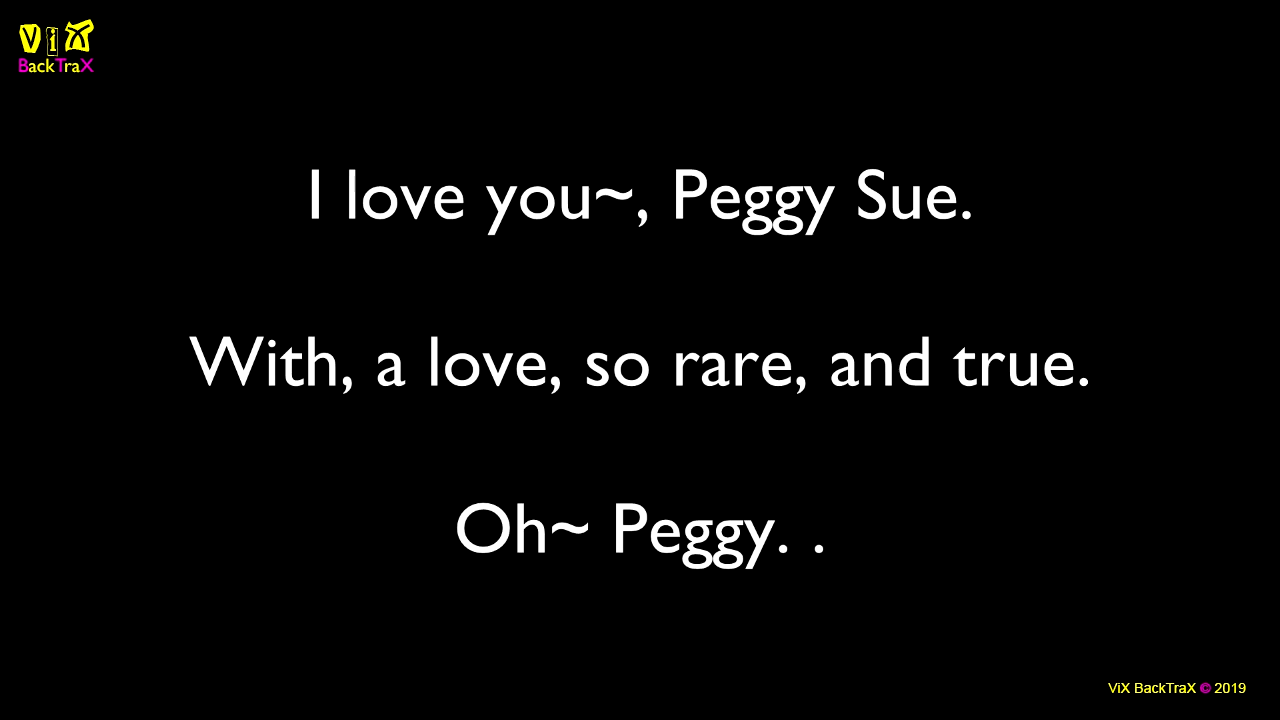 ViX
BackTraX
I love you~, Peggy Sue.
With, a love, so rare, and true.
Oh~ Peggy. .
ViX BackTraX © 2019